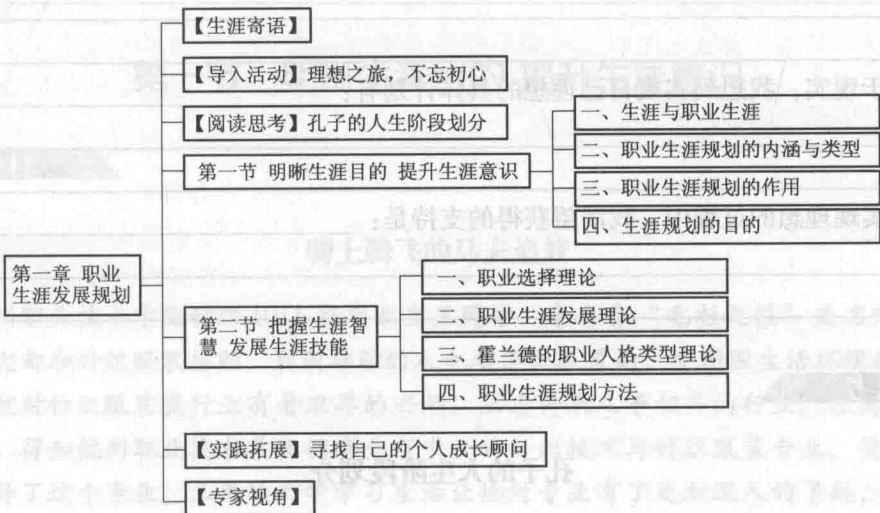 【生涯寄语】
【导入活动】理想之旅，不忘初心
【阅读思考】孔子的人生阶段划分
第一节 明晰生涯目的 提升生涯意识
一、生涯与职业生涯
二、职业生涯规划的内涵与类型
三、职业生涯规划的作用
四、生涯规划的目的
第一章 职业
生涯发展规划
第二节 把握生涯智
慧 发展生涯技能
一、职业选择理论
二、职业生涯发展理论
三、霍兰德的职业人格类型理论
四、职业生涯规划方法
【实践拓展】寻找自己的个人成长顾问
【专家视角】